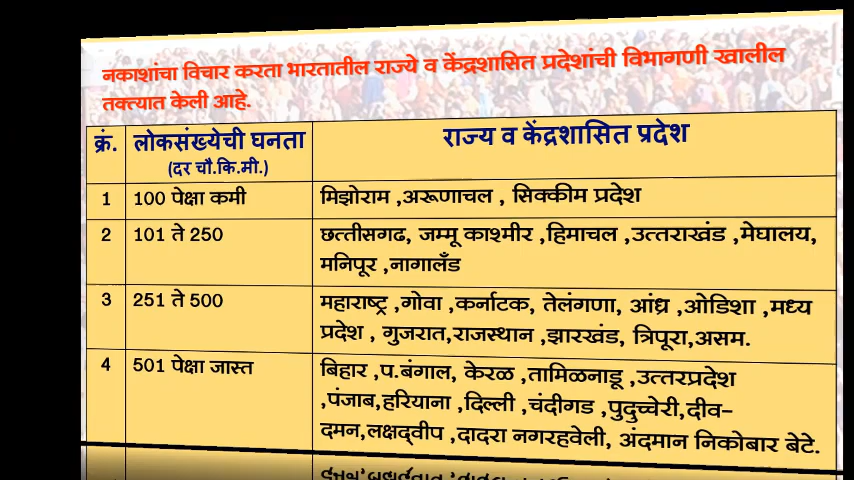 नकाशांचा विचार करता भारतातील राज्ये व केंद्रशासित प्रदेशांची विभागणी खालील
तक्त्यात केली आहे.
क्रं. लोकसंख्येची घनता (दर चौ.कि.मी.) राज्य व केंद्रशासित प्रदेश
1 100 पेक्षा कमी मिझोराम ,अरूणाचल , सिक्कीम प्रदेश
2 101 ते 250 छत्तीसगढ, जम्मू काश्मीर ,हिमाचल ,उत्तराखंड ,मेघालय,
मनिपूर ,नागालँड
3 251 ते 500 महाराष्ट्र ,गोवा ,कर्नाटक, तेलंगणा, आंध्र ,ओडिशा ,मध्य
प्रदेश , गुजरात,राजस्थान ,झारखंड, त्रिपूरा,असम.
4 501 पेक्षा जास्त बिहार ,प.बंगाल, केरळ ,तामिळनाडू ,उत्तरप्रदेश
,पंजाब,हरियाना ,दिल्ली ,चंदीगड ,पुदुच्चेरी,दीव-
दमन,लक्षद्वीप ,दादरा नगरहवेली, अंदमान निकोबार बेटे.